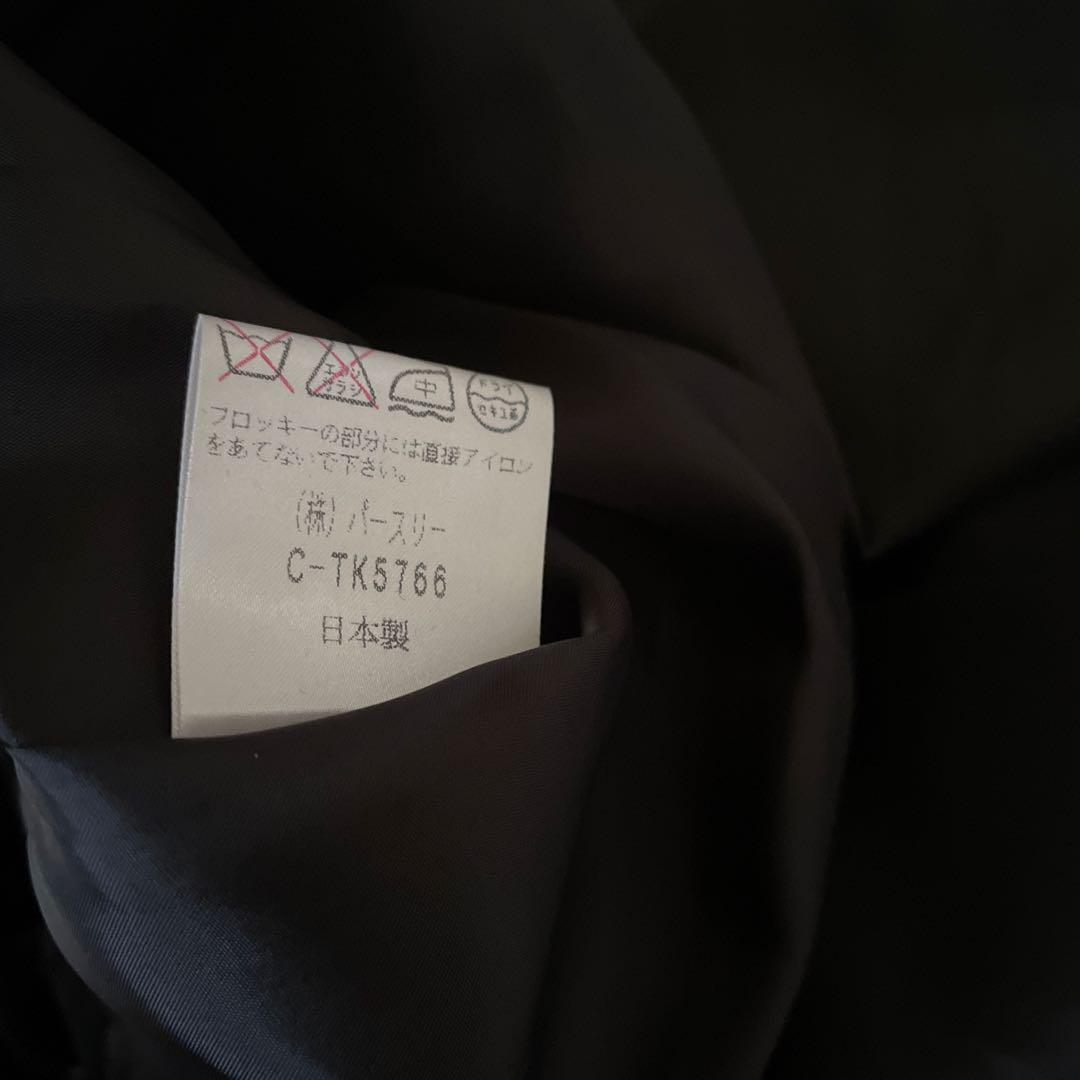 エンソ
サラシ
中
ドライ
セキユ系
フロッキーの部分には直接アイロン
をあてないで下さい。
(株)パースリー
C-TK5766
日本製